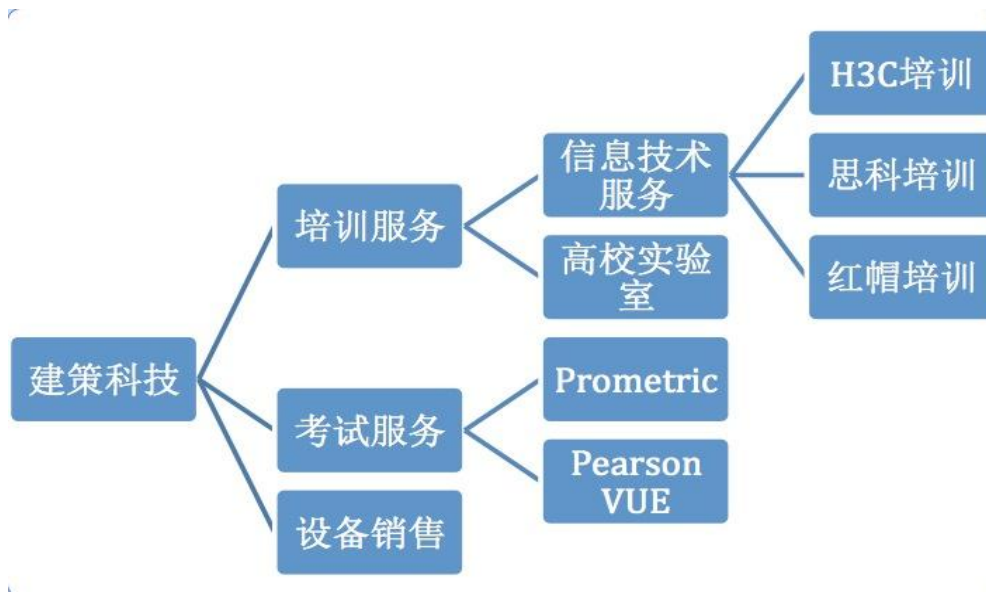 H3C培训
信息技术
服务
思科培训
培训服务
高校实验
室
红帽培训
建策科技
Prometric
考试服务
Pearson
VUE
设备销售